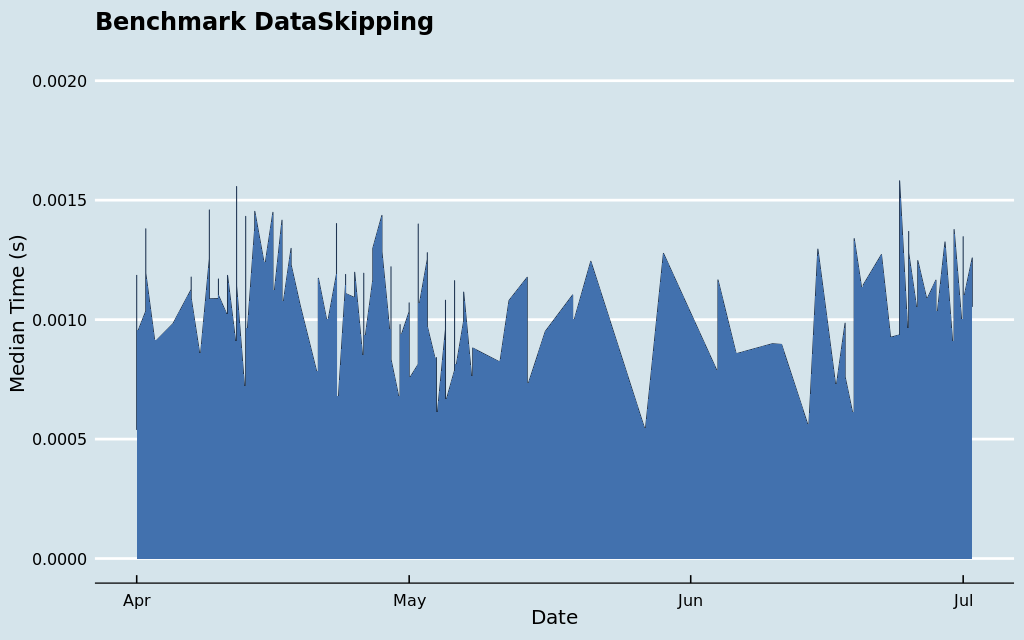 Benchmark DataSkipping
Median Time (s)
0.0020
0.0015
0.0010
0.0005
0.0000
Apr
May
Jun
Jul
Date